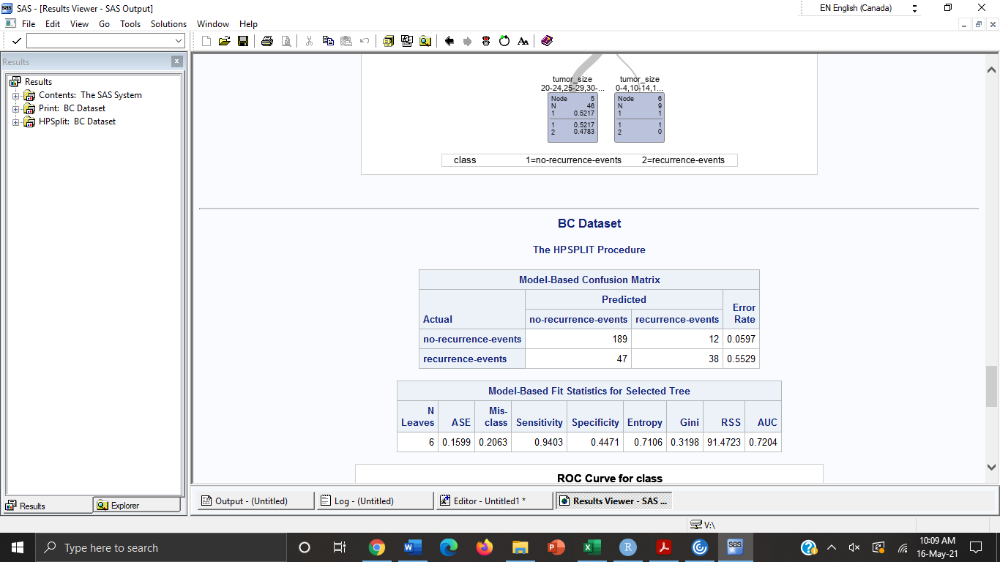 SAS - [Results Viewer - SAS Output]
EN English (Canada)
File Edit View Go Tools Solutions Window Help
Results
Results
Contents: The SAS System
Print: BC Dataset
HPSplit: BC Dataset
tumor_size tumor_size
20-24,25-29,30-... 0-4,10-14,1...
Node 5 Node 6
N 46 N 9
1 0.5217 1 1
1 0.5217 1 1
2 0.4783 2 0
class 1=no-recurrence-events 2=recurrence-events
BC Dataset
The HPSPLIT Procedure
Model-Based Confusion Matrix
Predicted
Actual no-recurrence-events recurrence-events Error Rate
no-recurrence-events 189 12 0.0597
recurrence-events 47 38 0.5529
Model-Based Fit Statistics for Selected Tree
N Leaves ASE Mis-class Sensitivity Specificity Entropy Gini RSS AUC
6 0.1599 0.2063 0.9403 0.4471 0.7106 0.3198 91.4723 0.7204
ROC Curve for class
Results Explorer
Output - (Untitled) Log - (Untitled) Editor - Untitled1 * Results Viewer - SAS ...
V:\
Type here to search
10:09 AM
16-May-21